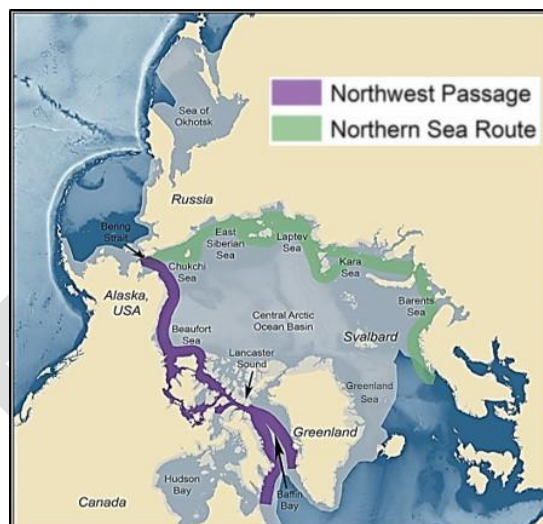 Northwest Passage
Northern Sea Route
Sea of
Okhotsk
Russia
Bering
Strait
East
Siberian
Sea
Laptev
Sea
Chukchi
Sea
Kara
Sea
Alaska,
USA
Barents
Sea
Central Arctic
Ocean Basin
Beaufort
Sea
Svalbard
Lancaster
Sound
Greenland
Sea
Greenland
Hudson
Bay
Baffin
Bay
Canada